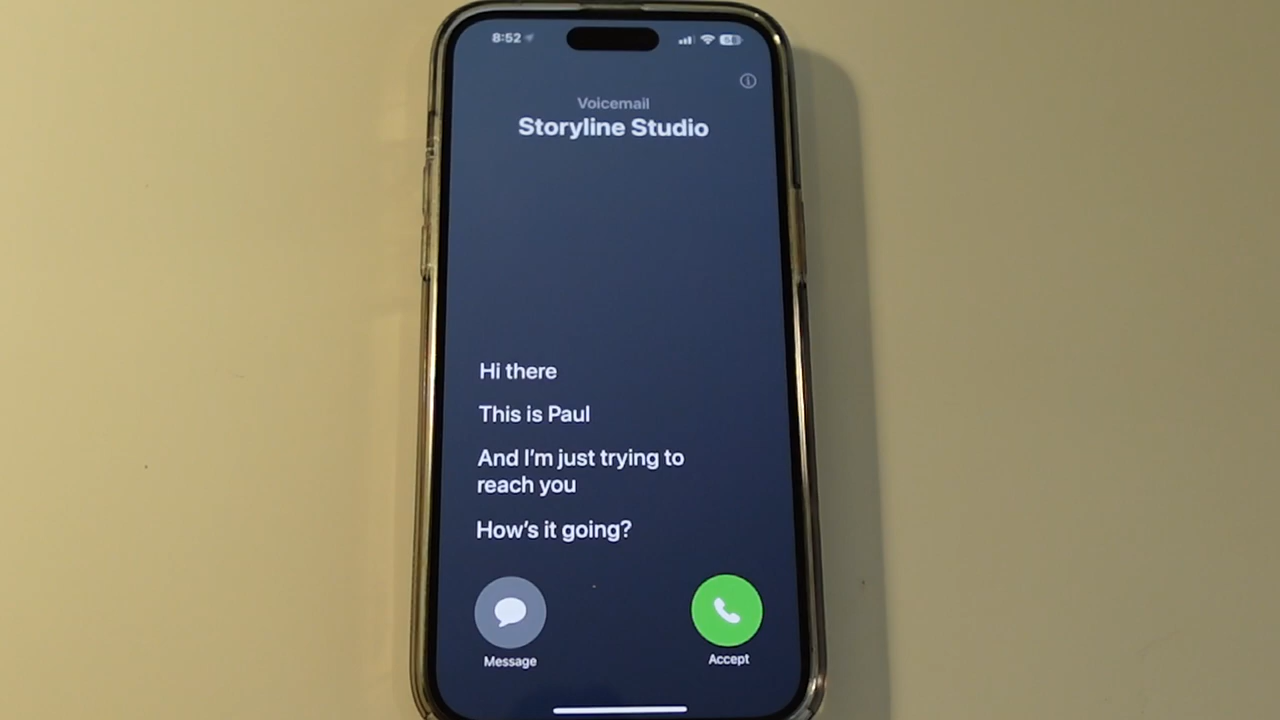 8:52
Voicemail
Storyline Studio
Hi there
This is Paul
And I'm just trying to
reach you
How's it going?
Message
Accept